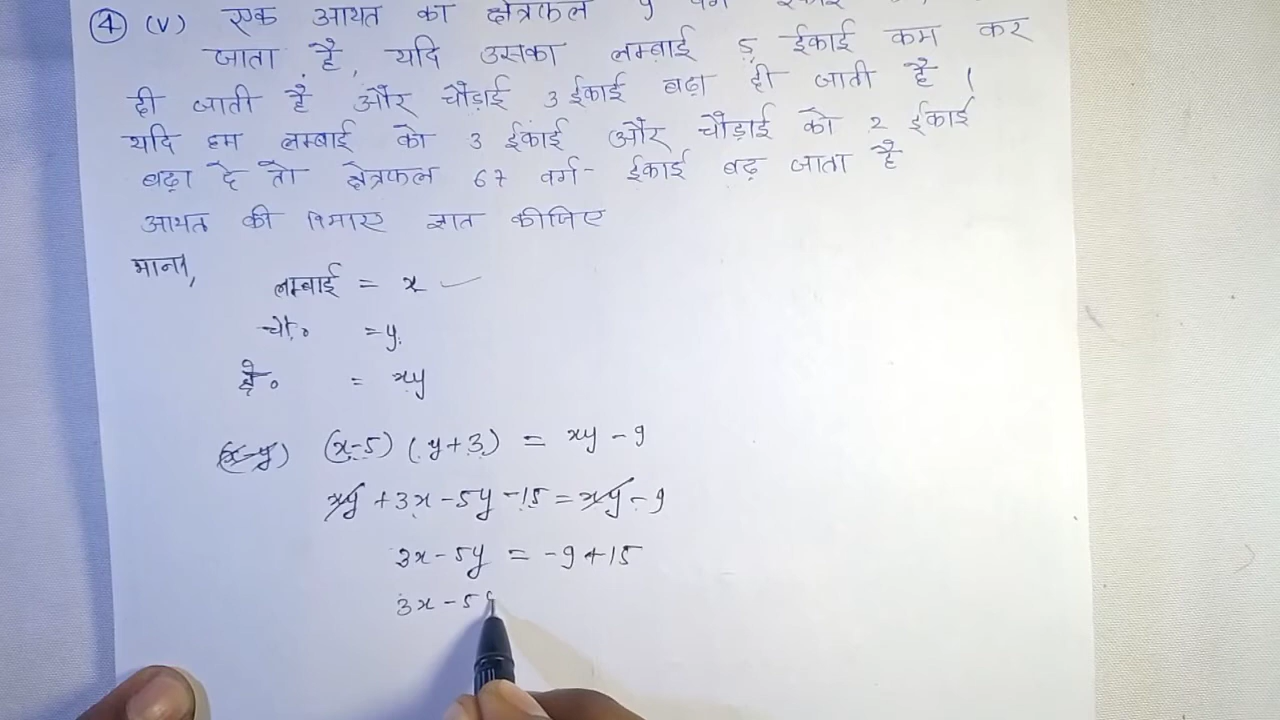 ④ (v) एक आयत का क्षेत्रफल 9 वर्ग
जाता है, यदि उसका लम्बाई 5 ईकाई कम कर
दी जाती है और चौड़ाई 3 ईकाई बढ़ा दी जाती है ।
यदि हम लम्बाई को 3 ईकाई और चौड़ाई को 2 ईकाई
बढ़ा दे तो क्षेत्रफल 67 वर्ग- ईकाई बढ़ जाता है
आयत की विमाए ज्ञात कीजिए
माना,
लम्बाई = x
चौ० = y
क्षे० = xy
(x-5) (y+3) = xy - 9
xy + 3x - 5y - 15 = xy - 9
3x - 5y = -9 + 15
3x - 5